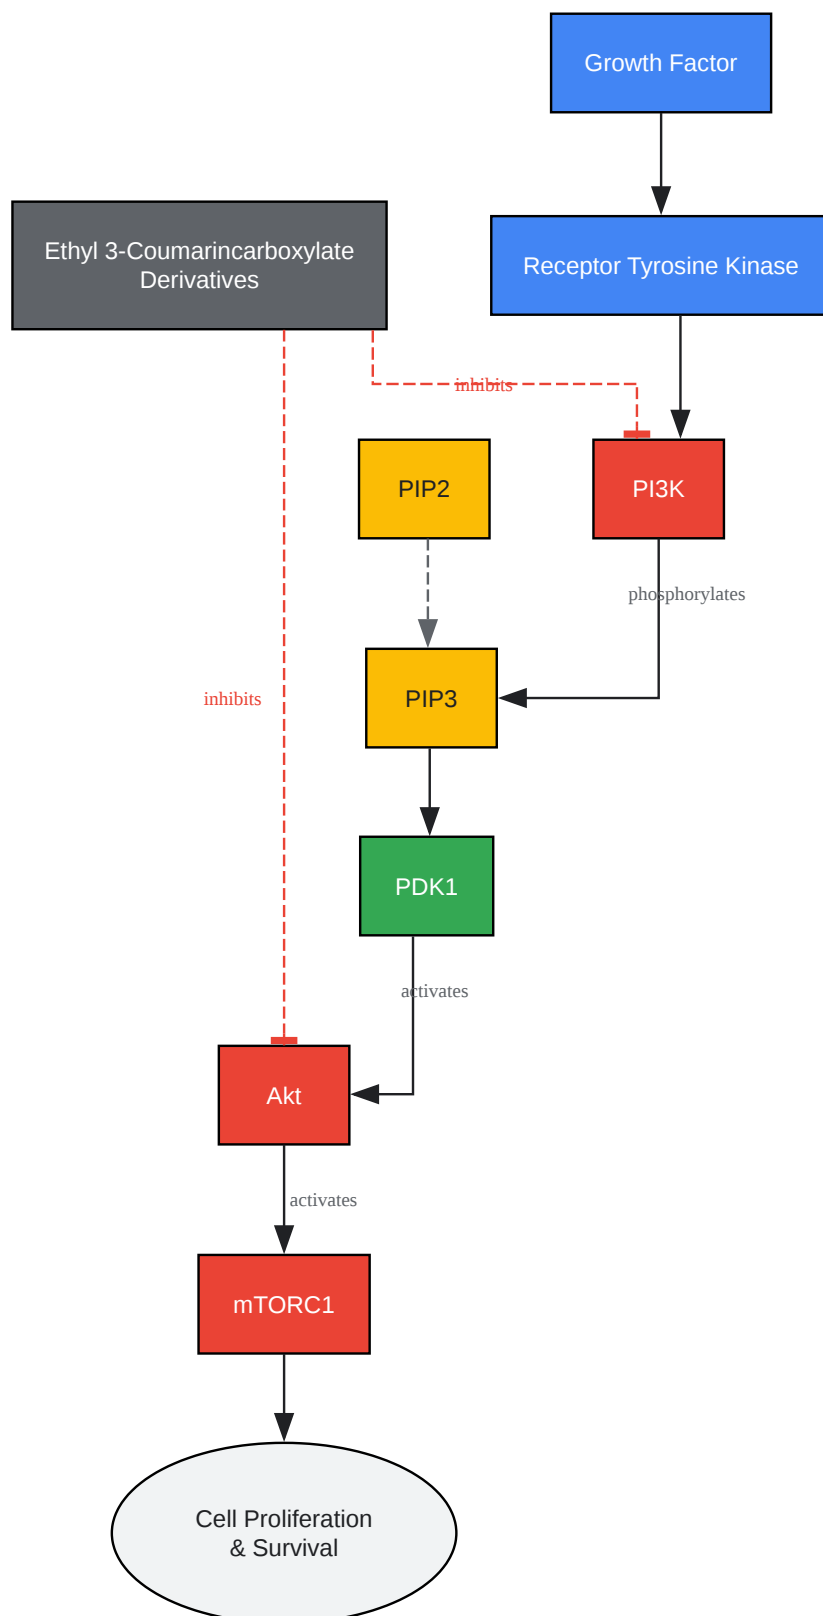 Growth Factor
Ethyl 3-Coumarincarboxylate
Derivatives
Receptor Tyrosine Kinase
inhibits
PIP2
PI3K
phosphorylates
inhibits
PIP3
PDK1
activates
Akt
activates
mTORC1
Cell Proliferation
& Survival